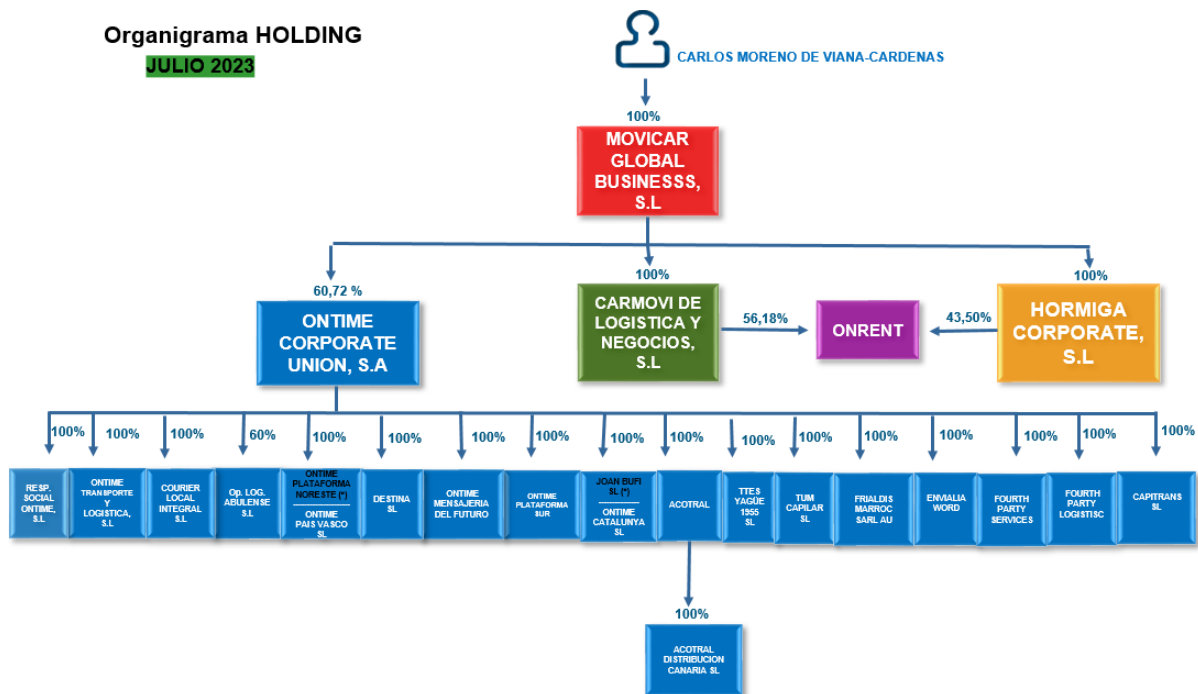 Organigrama HOLDING
JULIO 2023
CARLOS MORENO DE VIANA-CARDENAS
100%
MOVICAR
GLOBAL
BUSINESSS,
S.L
60,72 %
100%
100%
ONTIME
CORPORATE
UNION, S.A
CARMOVI DE
LOGISTICA Y
NEGOCIOS,
S.L
56,18%
ONRENT
43,50%
HORMIGA
CORPORATE,
S.L
100%
100%
100%
60%
100%
100%
100%
100%
100%
100%
100%
100%
100%
100%
100%
100%
100%
RESP.
SOCIAL
ONTIME,
S.L
ONTIME
TRANSPORTE
Y
LOGISTICA, S.L
COURIER
LOCAL
INTEGRAL
S.L
Op. LOG.
ABULENSE
S.L
ONTIME
PLATAFORMA
NORESTE (*)
ONTIME
PAIS VASCO
SL
DESTINA
SL
ONTIME
MENSAJERIA
DEL FUTURO
ONTIME
PLATAFORMA
SUR
JOAN BUFI
SL (*)
ONTIME
CATALUNYA
SL
ACOTRAL
TTES
YAGÜE
1955
SL
TUM
CAPILAR
SL
FRIALDIS
MARROC
SARL AU
ENVIALIA
WORD
FOURTH
PARTY
SERVICES
FOURTH
PARTY
LOGISTISC
CAPITRANS
SL
100%
ACOTRAL
DISTRIBUCION
CANARIA SL